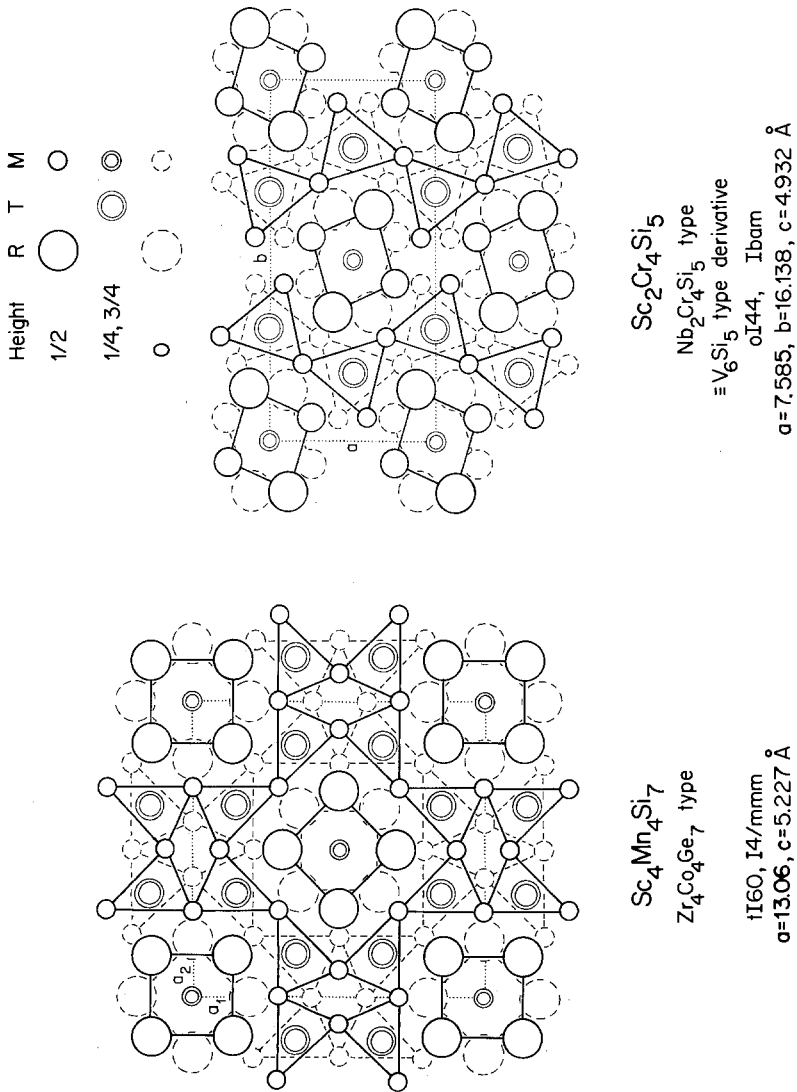 Height R T M
1/2
1/4, 3/4
0
b
a
Sc₂Cr₄Si₅
Nb₂Cr₄Si₅ type
≡V₆Si₅ type derivative
oI44, Ibam
a=7.585, b=16.138, c=4.932 Å
a₂
a₁
Sc₄Mn₄Si₇
Zr₄Co₄Ge₇ type
tI60, I4/mmm
a=13.06, c=5.227 Å